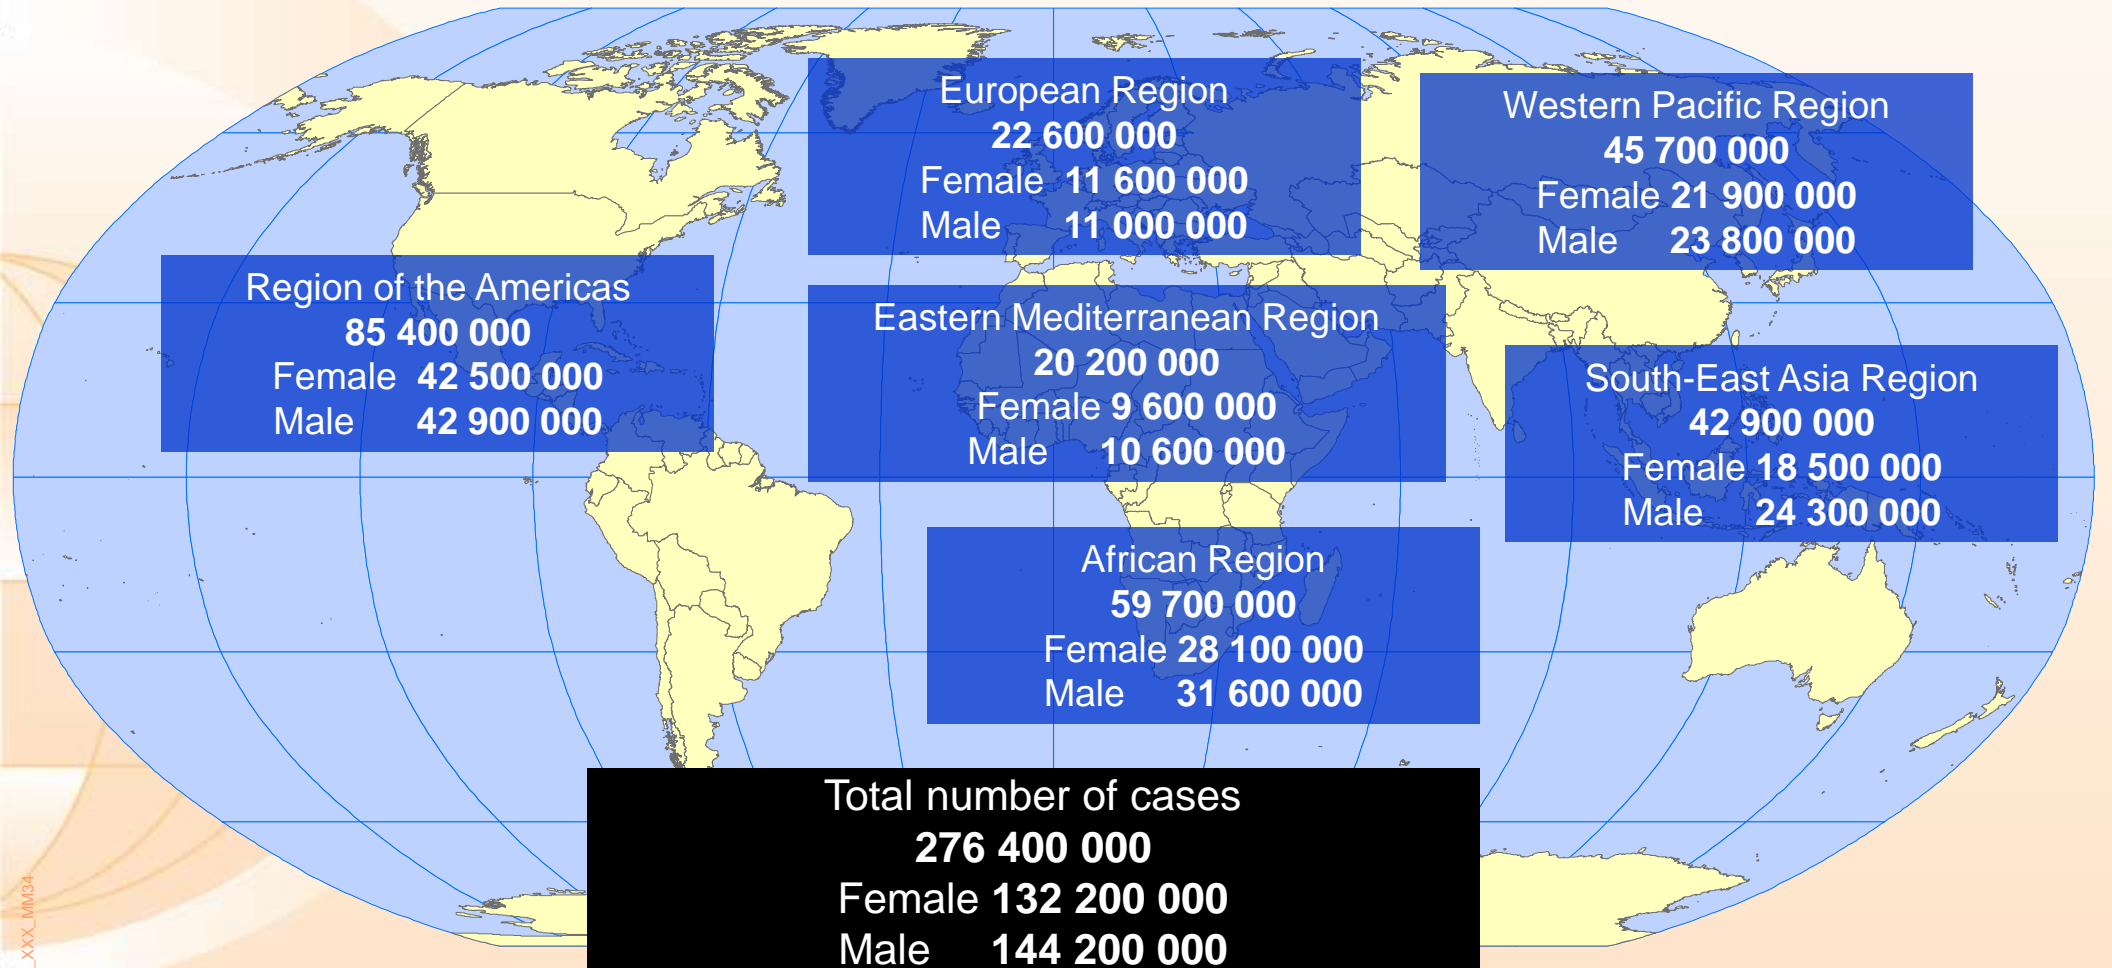 European Region
22 600 000
Female 11 600 000
Male 11 000 000
Western Pacific Region
45 700 000
Female 21 900 000
Male 23 800 000
Region of the Americas
85 400 000
Female 42 500 000
Male 42 900 000
Eastern Mediterranean Region
20 200 000
Female 9 600 000
Male 10 600 000
South-East Asia Region
42 900 000
Female 18 500 000
Male 24 300 000
African Region
59 700 000
Female 28 100 000
Male 31 600 000
Total number of cases
276 400 000
Female 132 200 000
Male 144 200 000
_XXX_MM34